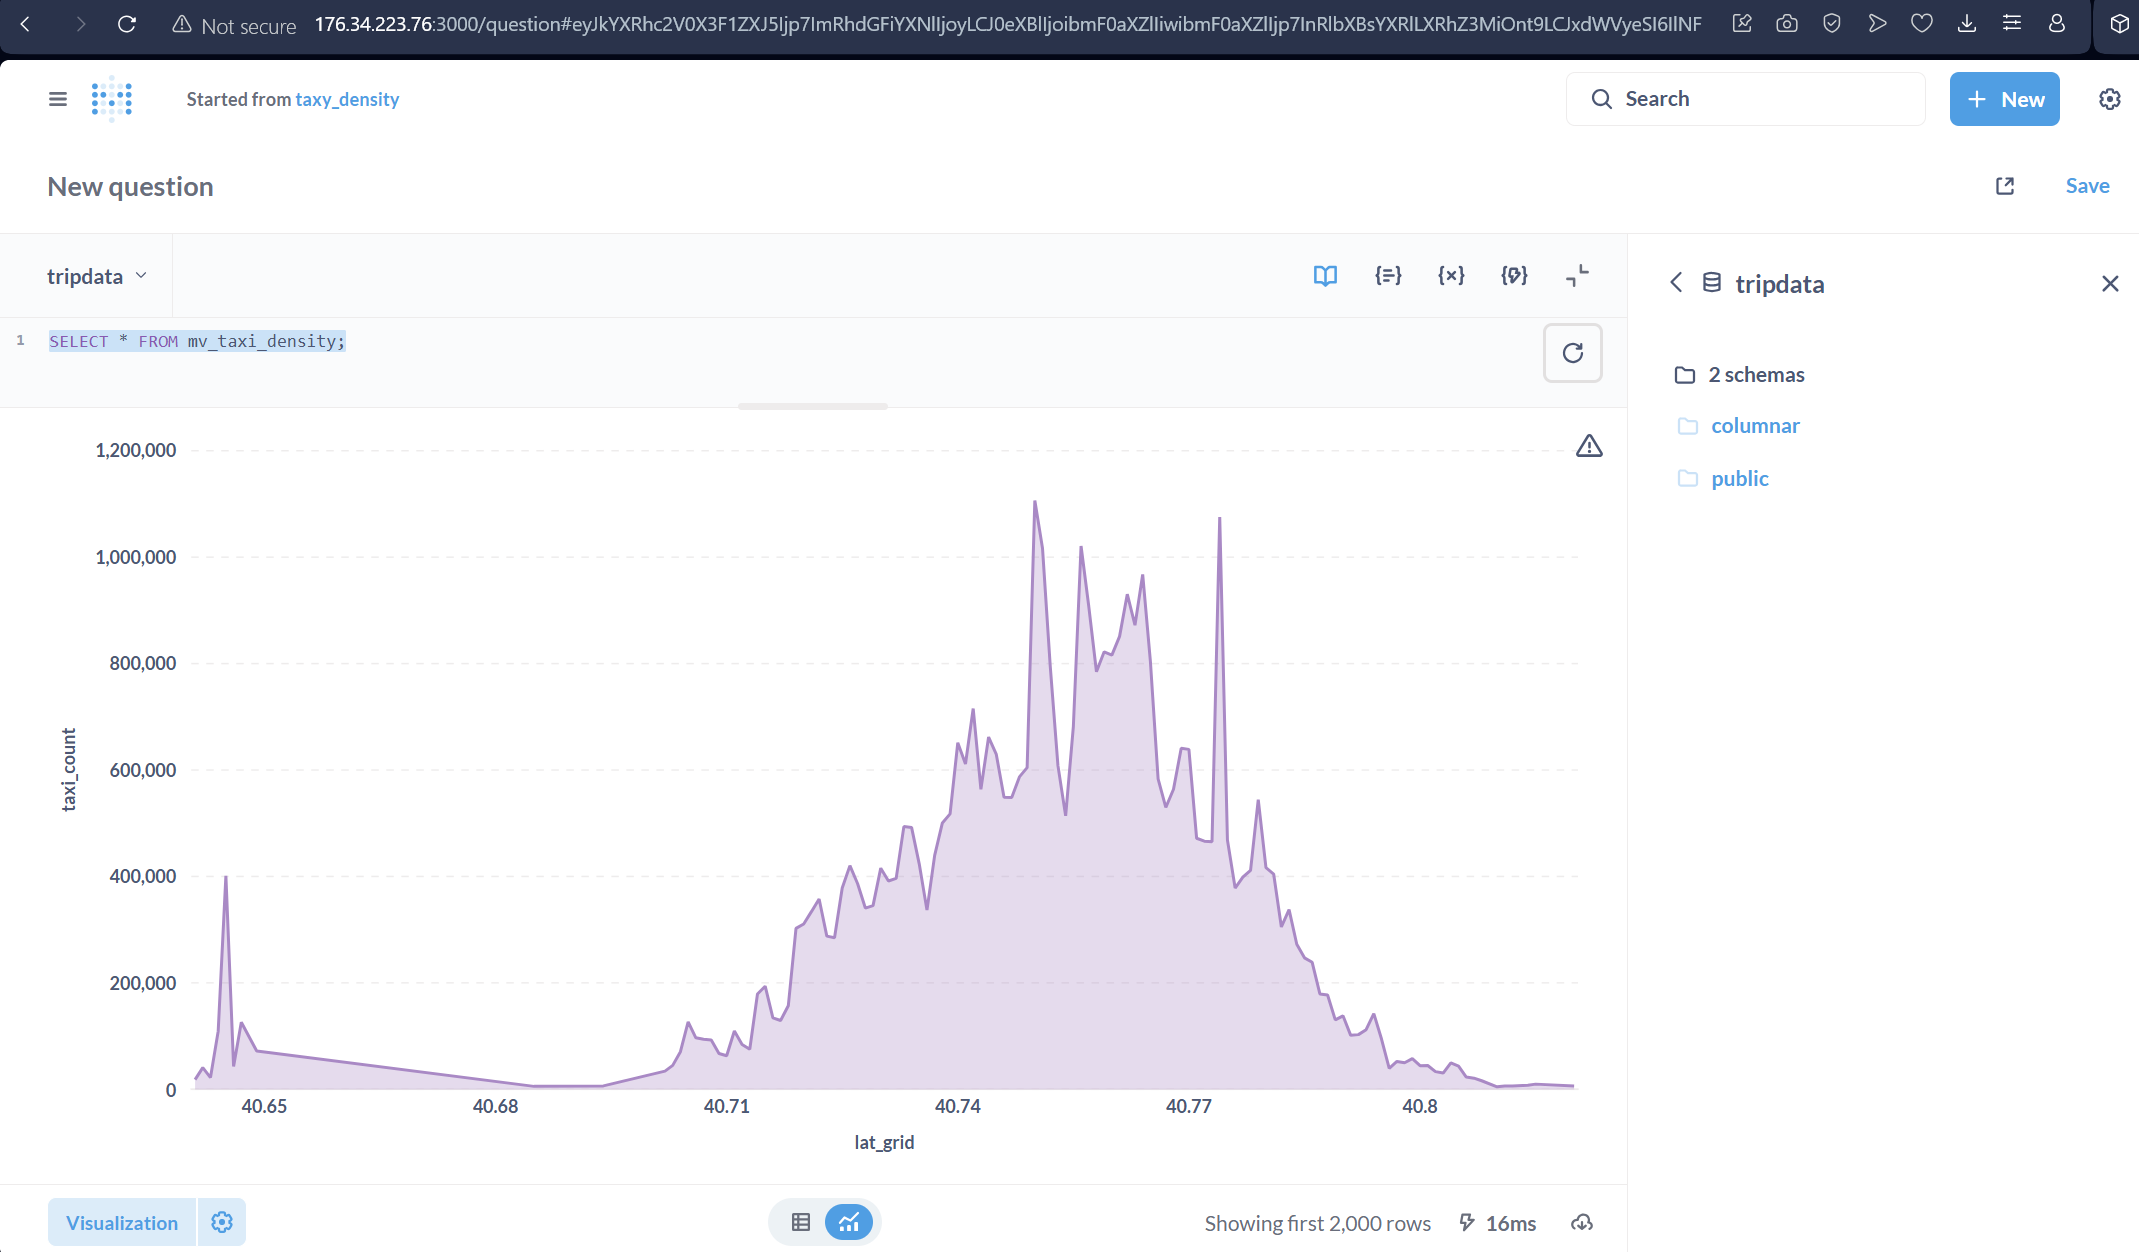 Not secure
176.34.223.76:3000/question#eyJkYXRhc2V0X3F1ZXJ5Ijp7ImRhdGFiYXNlIjoyLCJ0eXBlIjoibmF0aXZlIiwibmF0aXZlIjp7InRlbXBsYXRlLXRhZ3MiOnt9LCJxdWVyeSI6IlNF
Started from taxy_density
Search
New
New question
Save
tripdata
tripdata
1 SELECT * FROM mv_taxi_density;
2 schemas
columnar
public
1,200,000
1,000,000
800,000
600,000
400,000
200,000
0
taxi_count
40.65 40.68 40.71 40.74 40.77 40.8
lat_grid
Visualization
Showing first 2,000 rows
16ms